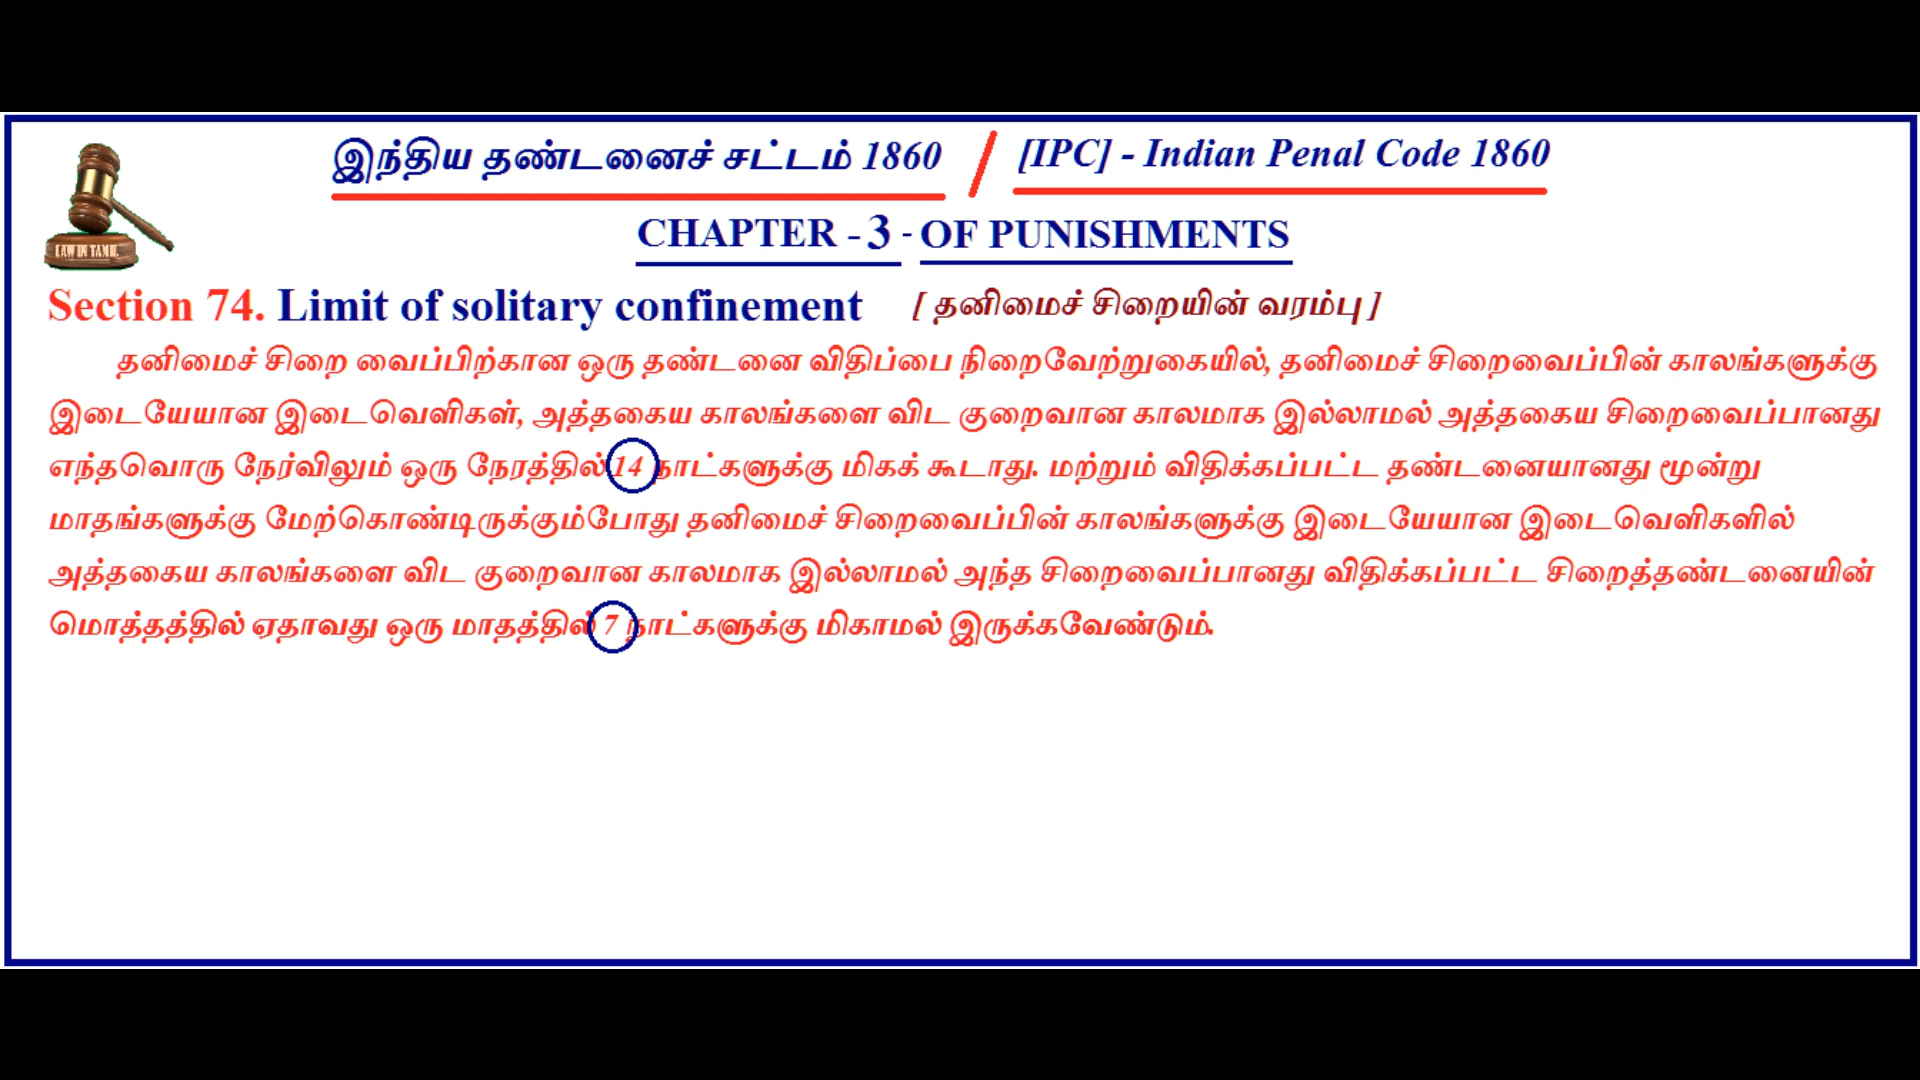 இந்திய தண்டனைச் சட்டம் 1860 / [IPC] - Indian Penal Code 1860
CHAPTER - 3 - OF PUNISHMENTS
LAW IN TAMIL
Section 74. Limit of solitary confinement [ தனிமைச் சிறையின் வரம்பு ]
தனிமைச் சிறை வைப்பிற்கான ஒரு தண்டனை விதிப்பை நிறைவேற்றுகையில், தனிமைச் சிறைவைப்பின் காலங்களுக்கு
இடையேயான இடைவெளிகள், அத்தகைய காலங்களை விட குறைவான காலமாக இல்லாமல் அத்தகைய சிறைவைப்பானது
எந்தவொரு நேர்விலும் ஒரு நேரத்தில் 14 நாட்களுக்கு மிகக் கூடாது. மற்றும் விதிக்கப்பட்ட தண்டனையானது மூன்று
மாதங்களுக்கு மேற்கொண்டிருக்கும்போது தனிமைச் சிறைவைப்பின் காலங்களுக்கு இடையேயான இடைவெளிகளில்
அத்தகைய காலங்களை விட குறைவான காலமாக இல்லாமல் அந்த சிறைவைப்பானது விதிக்கப்பட்ட சிறைத்தண்டனையின்
மொத்தத்தில் ஏதாவது ஒரு மாதத்தில் 7 நாட்களுக்கு மிகாமல் இருக்கவேண்டும்.